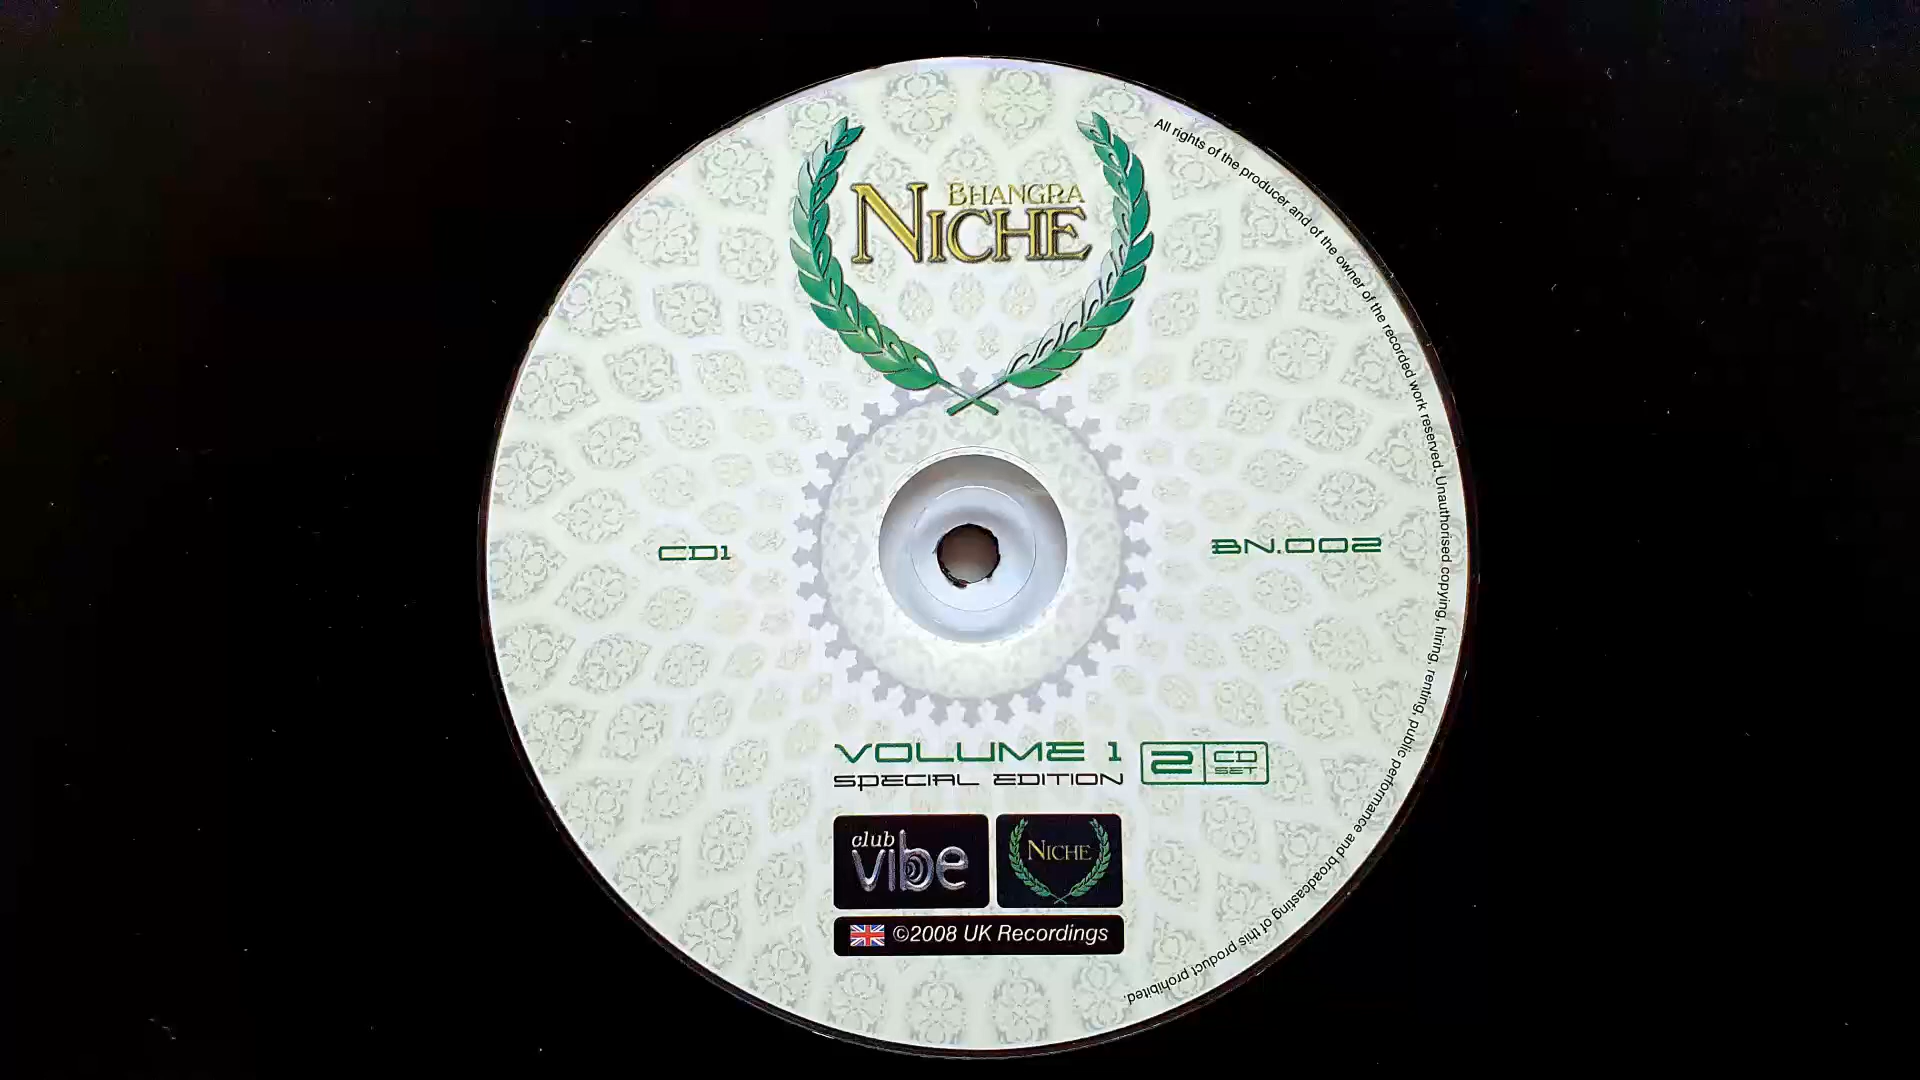 BHANGRA
NICHE
All rights of the producer and of the owner of the recorded work reserved. Unauthorised copying, hiring, renting, public performance and broadcasting of this product prohibited.
CD1
BN.002
VOLUME 1
SPECIAL EDITION
2 CD SET
club
vibe
NICHE
©2008 UK Recordings